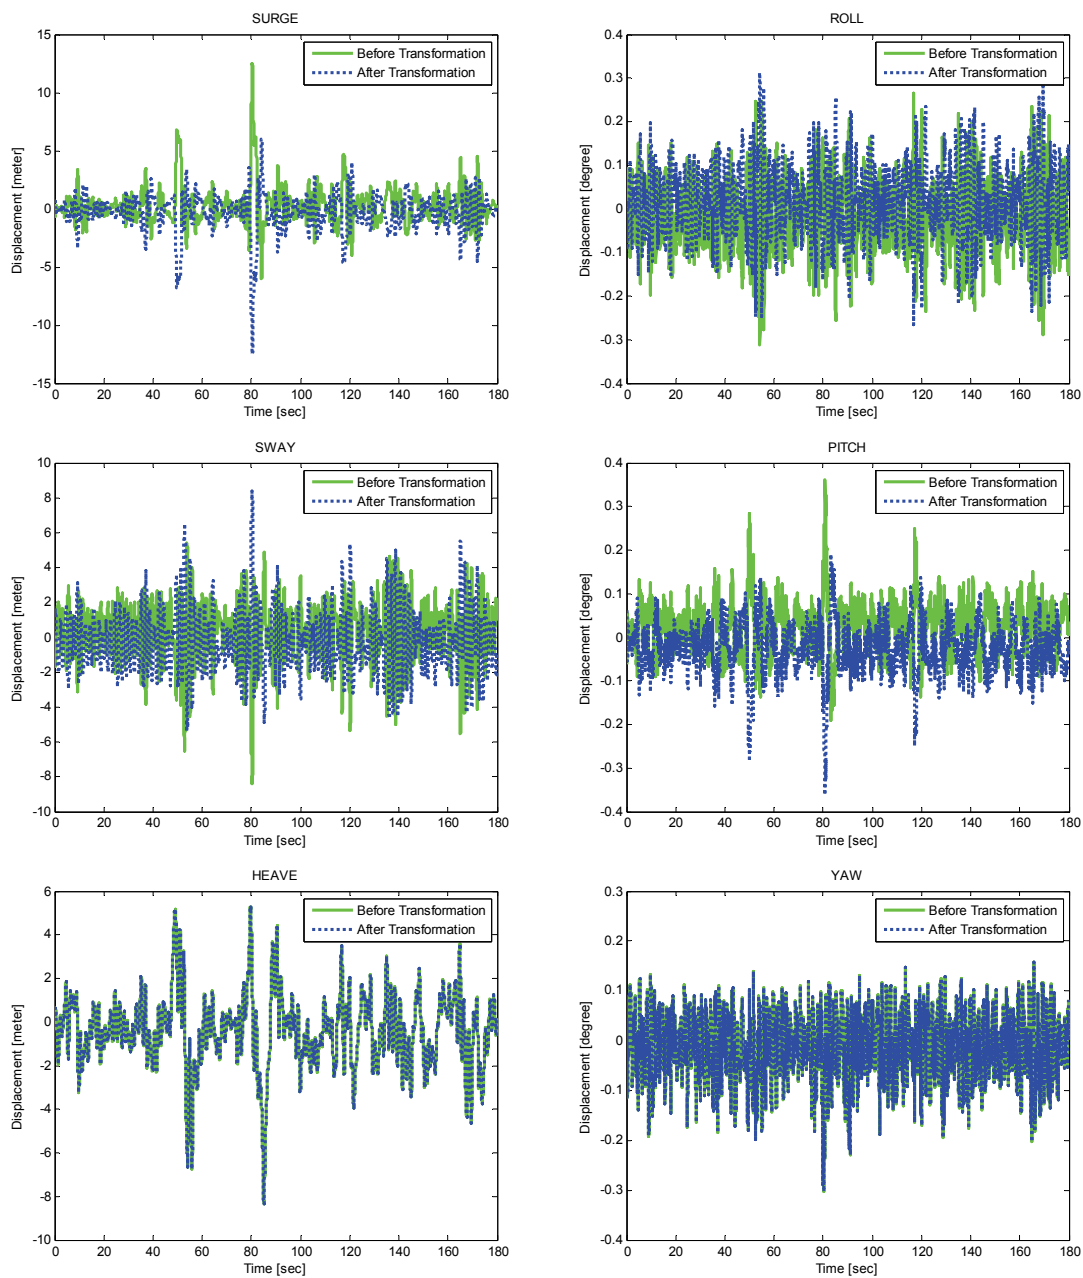 SURGE
15
10
5
0
-5
-10
-15
Displacement [meter]
Before Transformation
After Transformation
0 20 40 60 80 100 120 140 160 180
Time [sec]
ROLL
0.4
0.3
0.2
0.1
0
-0.1
-0.2
-0.3
-0.4
Displacement [degree]
Before Transformation
After Transformation
0 20 40 60 80 100 120 140 160 180
Time [sec]
SWAY
10
8
6
4
2
0
-2
-4
-6
-8
-10
Displacement [meter]
Before Transformation
After Transformation
0 20 40 60 80 100 120 140 160 180
Time [sec]
PITCH
0.4
0.3
0.2
0.1
0
-0.1
-0.2
-0.3
-0.4
Displacement [degree]
Before Transformation
After Transformation
0 20 40 60 80 100 120 140 160 180
Time [sec]
HEAVE
6
4
2
0
-2
-4
-6
-8
-10
Displacement [meter]
Before Transformation
After Transformation
0 20 40 60 80 100 120 140 160 180
Time [sec]
YAW
0.3
0.2
0.1
0
-0.1
-0.2
-0.3
-0.4
Displacement [degree]
Before Transformation
After Transformation
0 20 40 60 80 100 120 140 160 180
Time [sec]